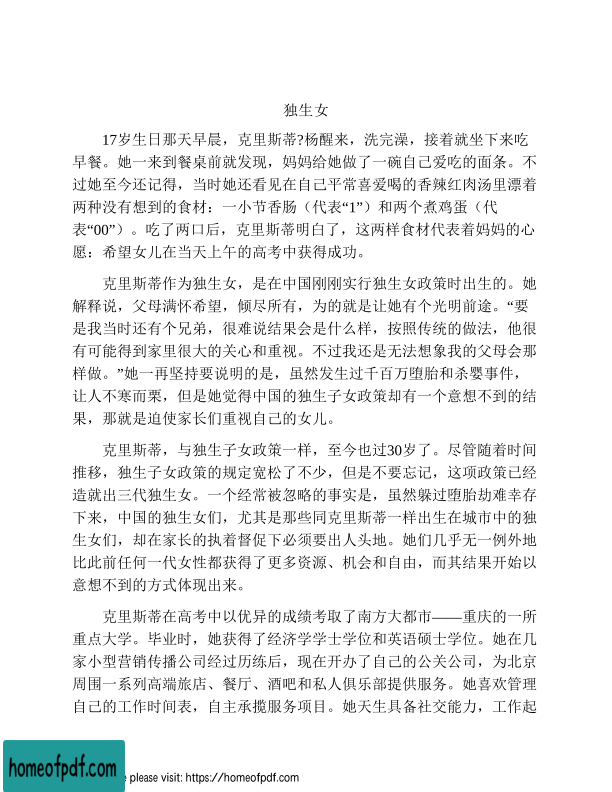 独生女
17岁生日那天早晨，克里斯蒂?杨醒来，洗完澡，接着就坐下来吃
早餐。她一来到餐桌前就发现，妈妈给她做了一碗自己爱吃的面条。不
过她至今还记得，当时她还看见在自己平常喜爱喝的香辣红肉汤里漂着
两种没有想到的食材：一小节香肠（代表“1”）和两个煮鸡蛋（代
表“00”）。吃了两口后，克里斯蒂明白了，这两样食材代表着妈妈的心
愿：希望女儿在当天上午的高考中获得成功。
克里斯蒂作为独生女，是在中国刚刚实行独生女政策时出生的。她
解释说，父母满怀希望，倾尽所有，为的就是让她有个光明前途。“要
是我当时还有个兄弟，很难说结果会是什么样，按照传统的做法，他很
有可能得到家里很大的关心和重视。不过我还是无法想象我的父母会那
样做。”她一再坚持要说明的是，虽然发生过千百万堕胎和杀婴事件，
让人不寒而栗，但是她觉得中国的独生子女政策却有一个意想不到的结
果，那就是迫使家长们重视自己的女儿。
克里斯蒂，与独生子女政策一样，至今也过30岁了。尽管随着时间
推移，独生子女政策的规定宽松了不少，但是不要忘记，这项政策已经
造就出三代独生女。一个经常被忽略的事实是，虽然躲过堕胎劫难幸存
下来，中国的独生女们，尤其是那些同克里斯蒂一样出生在城市中的独
生女们，却在家长的执着督促下必须要出人头地。她们几乎无一例外地
比此前任何一代女性都获得了更多资源、机会和自由，而其结果开始以
意想不到的方式体现出来。
克里斯蒂在高考中以优异的成绩考取了南方大都市——重庆的一所
重点大学。毕业时，她获得了经济学学士学位和英语硕士学位。她在几
家小型营销传播公司经过历练后，现在开办了自己的公关公司，为北京
周围一系列高端旅店、餐厅、酒吧和私人俱乐部提供服务。她喜欢管理
自己的工作时间表，自主承揽服务项目。她天生具备社交能力，工作起
homeofpdf.com
please visit: https://homeofpdf.com